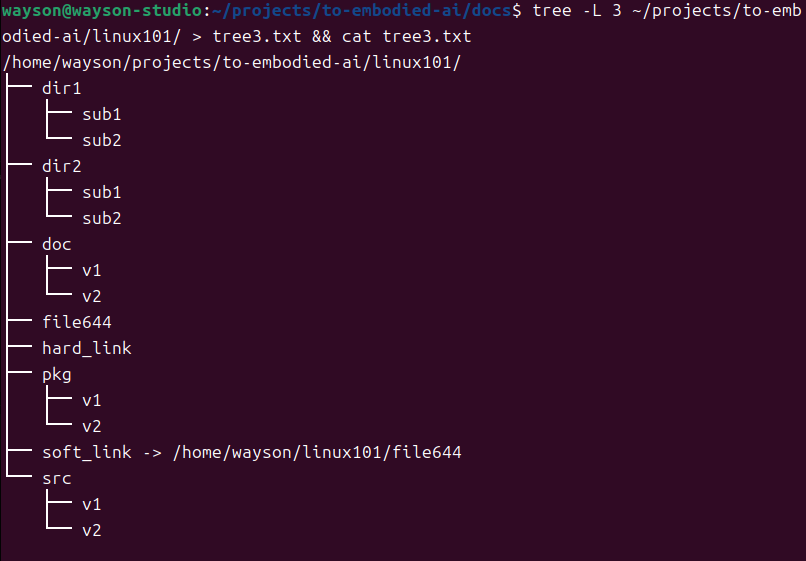 wayson@wayson-studio:~/projects/to-embodied-ai/docs$ tree -L 3 ~/projects/to-emb
odied-ai/linux101/ > tree3.txt && cat tree3.txt
/home/wayson/projects/to-embodied-ai/linux101/
├── dir1
│   ├── sub1
│   └── sub2
├── dir2
│   ├── sub1
│   └── sub2
├── doc
│   ├── v1
│   └── v2
├── file644
├── hard_link
├── pkg
│   ├── v1
│   └── v2
├── soft_link -> /home/wayson/linux101/file644
└── src
    ├── v1
    └── v2